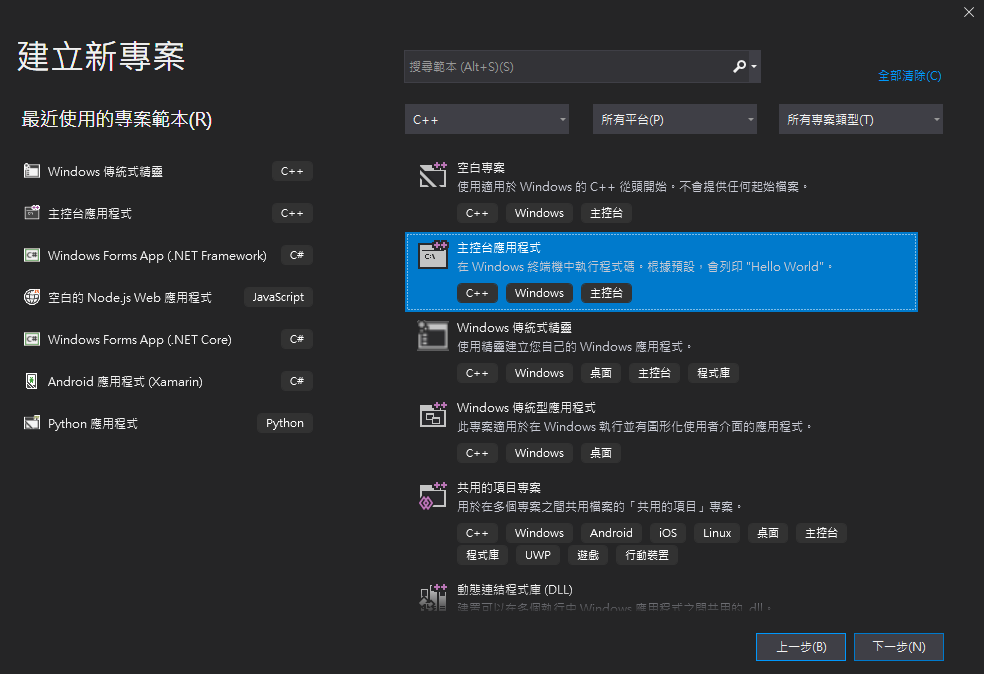 建立新專案
最近使用的專案範本(R)
Windows 傳統式精靈 C++
主控台應用程式 C++
Windows Forms App (.NET Framework) C#
空白的 Node.js Web 應用程式 JavaScript
Windows Forms App (.NET Core) C#
Android 應用程式 (Xamarin) C#
Python 應用程式 Python
搜尋範本 (Alt+S)(S)
全部清除(C)
C++ 所有平台(P) 所有專案類型(T)
空白專案
使用適用於 Windows 的 C++ 從頭開始。不會提供任何起始檔案。
C++ Windows 主控台
主控台應用程式
在 Windows 終端機中執行程式碼。根據預設，會列印 "Hello World"。
C++ Windows 主控台
Windows 傳統式精靈
使用精靈建立您自己的 Windows 應用程式。
C++ Windows 桌面 主控台 程式庫
Windows 傳統型應用程式
此專案適用於在 Windows 執行並有圖形化使用者介面的應用程式。
C++ Windows 桌面
共用的項目專案
用於在多個專案之間共用檔案的「共用的項目」專案。
C++ Windows Android iOS Linux 桌面 主控台
程式庫 UWP 遊戲 行動裝置
動態連結程式庫 (DLL)
建置可以在多個執行中 Windows 應用程式之間共用的 .dll。
上一步(B) 下一步(N)